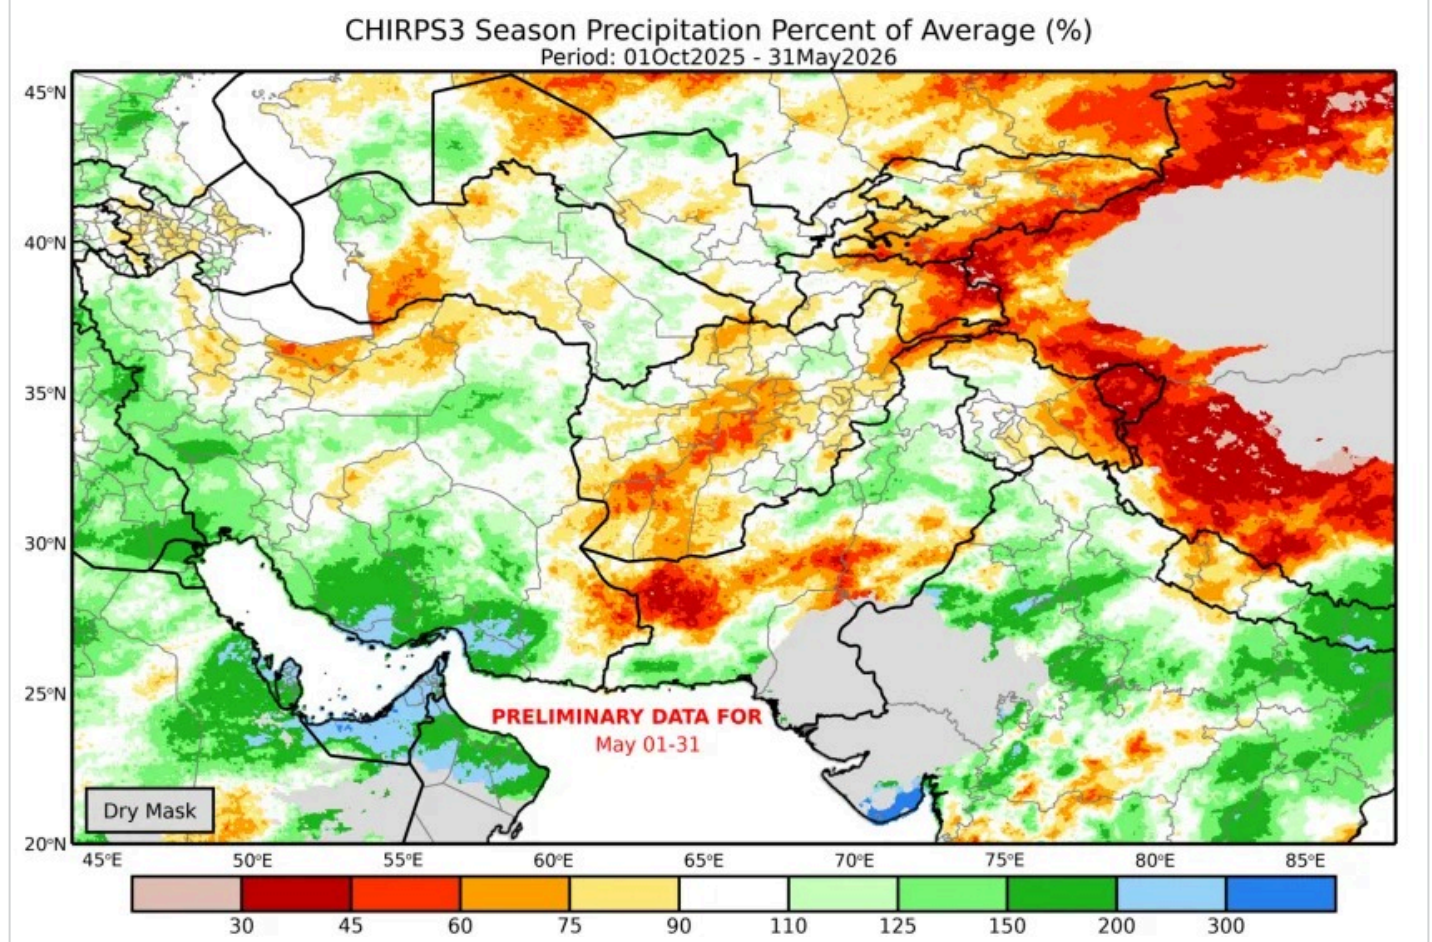 CHIRPS3 Season Precipitation Percent of Average (%)
Period: 01Oct2025 - 31May2026
45°N
40°N
35°N
30°N
25°N
20°N
PRELIMINARY DATA FOR
May 01-31
Dry Mask
45°E 50°E 55°E 60°E 65°E 70°E 75°E 80°E 85°E
30 45 60 75 90 110 125 150 200 300